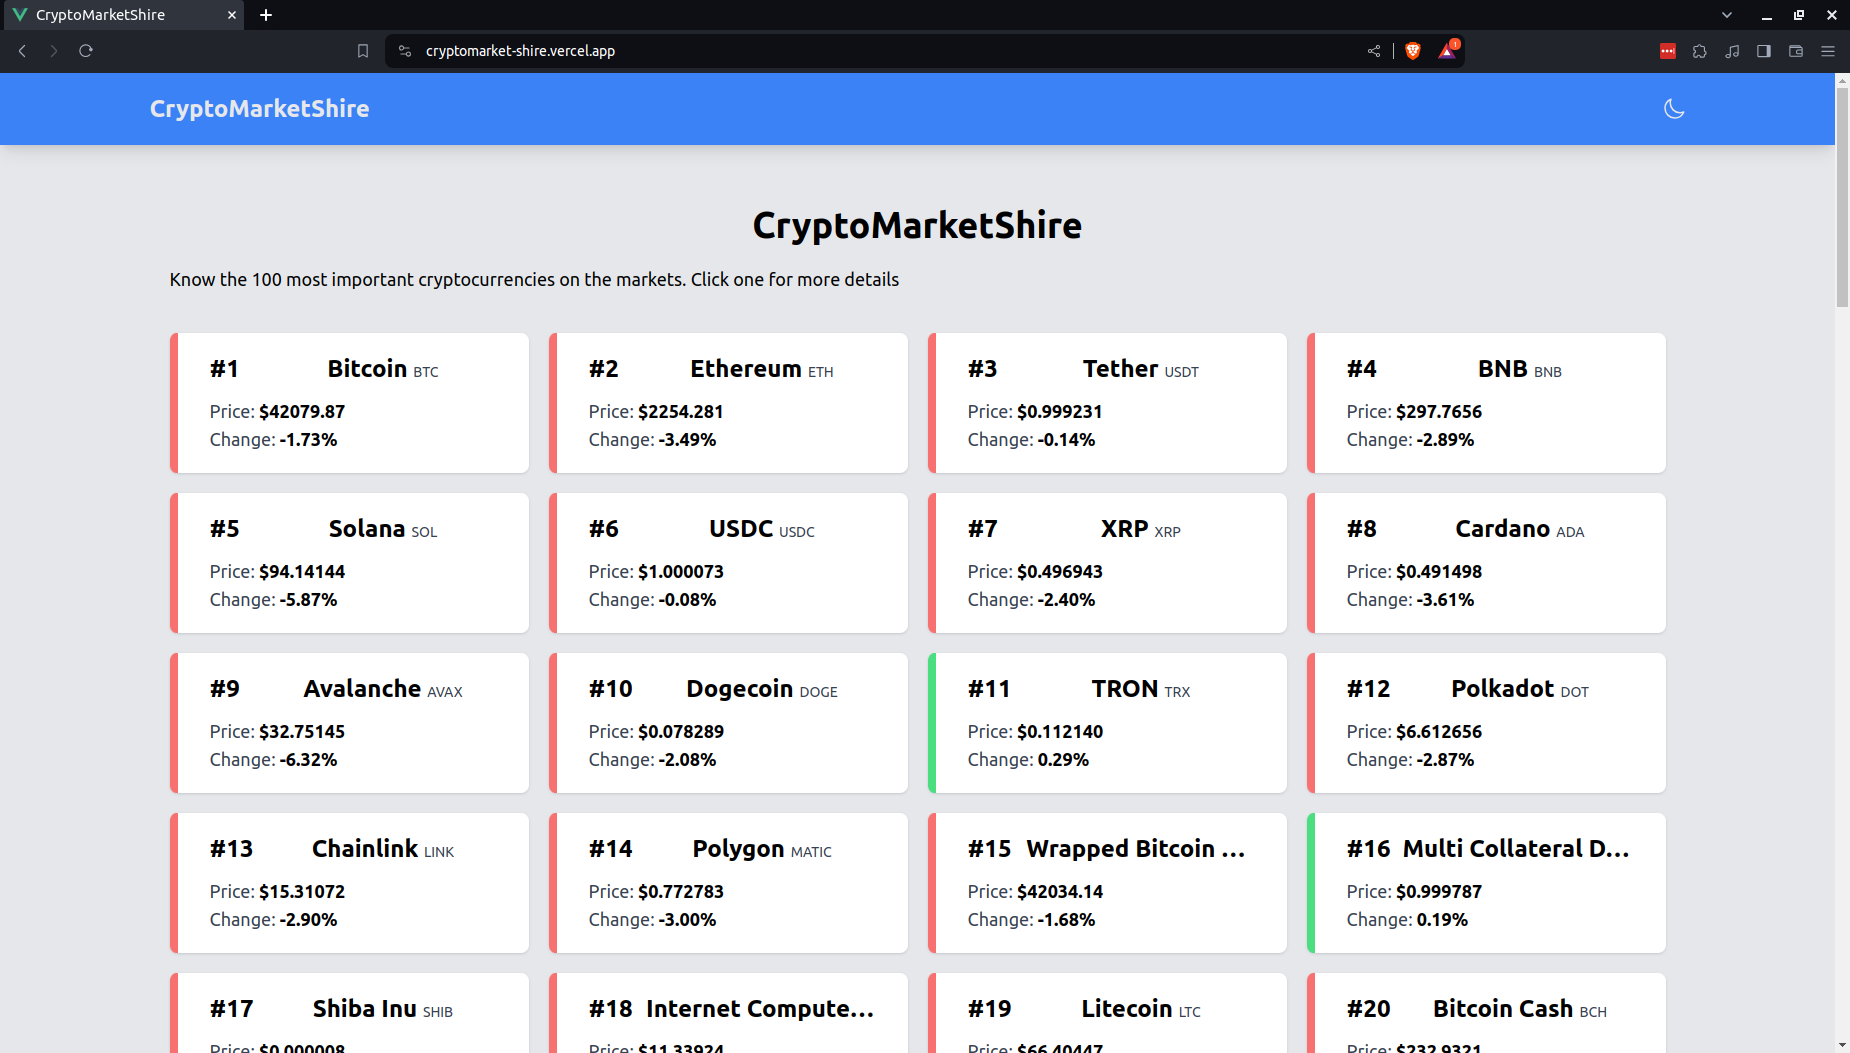 CryptoMarketShire
cryptomarket-shire.vercel.app
1
CryptoMarketShire
CryptoMarketShire
Know the 100 most important cryptocurrencies on the markets. Click one for more details
#1 Bitcoin BTC
Price: $42079.87
Change: -1.73%
#2 Ethereum ETH
Price: $2254.281
Change: -3.49%
#3 Tether USDT
Price: $0.999231
Change: -0.14%
#4 BNB BNB
Price: $297.7656
Change: -2.89%
#5 Solana SOL
Price: $94.14144
Change: -5.87%
#6 USDC USDC
Price: $1.000073
Change: -0.08%
#7 XRP XRP
Price: $0.496943
Change: -2.40%
#8 Cardano ADA
Price: $0.491498
Change: -3.61%
#9 Avalanche AVAX
Price: $32.75145
Change: -6.32%
#10 Dogecoin DOGE
Price: $0.078289
Change: -2.08%
#11 TRON TRX
Price: $0.112140
Change: 0.29%
#12 Polkadot DOT
Price: $6.612656
Change: -2.87%
#13 Chainlink LINK
Price: $15.31072
Change: -2.90%
#14 Polygon MATIC
Price: $0.772783
Change: -3.00%
#15 Wrapped Bitcoin ...
Price: $42034.14
Change: -1.68%
#16 Multi Collateral D...
Price: $0.999787
Change: 0.19%
#17 Shiba Inu SHIB
Price: $0.000008
#18 Internet Compute...
Price: $11.33924
#19 Litecoin LTC
Price: $66.40447
#20 Bitcoin Cash BCH
Price: $232.9321